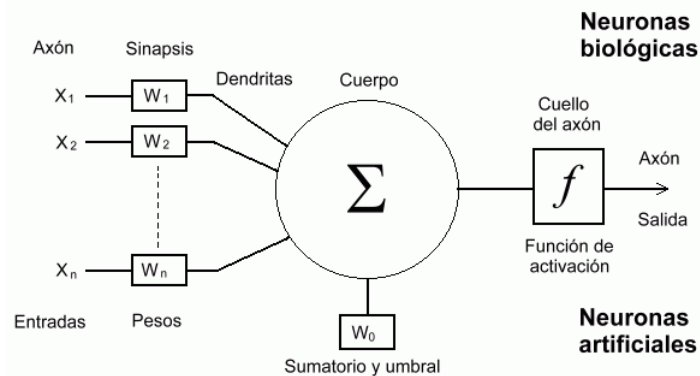 Neuronas
biológicas
Axón
Sinapsis
Dendritas
Cuerpo
Cuello
del axón
X1
W1
X2
W2
Σ
f
Axón
Salida
Xn
Wn
Función de
activación
Entradas
Pesos
W0
Sumatorio y umbral
Neuronas
artificiales